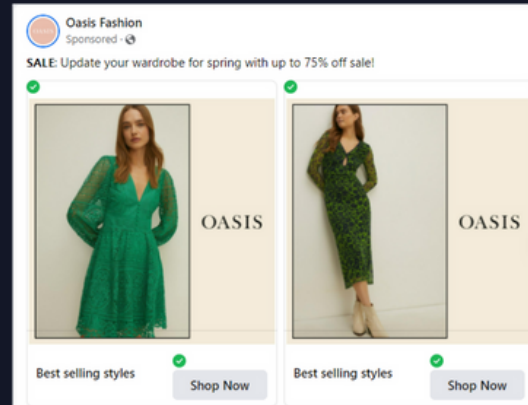 Oasis Fashion
Sponsored ·
SALE: Update your wardrobe for spring with up to 75% off sale!
OASIS
OASIS
Best selling styles
Shop Now
Best selling styles
Shop Now